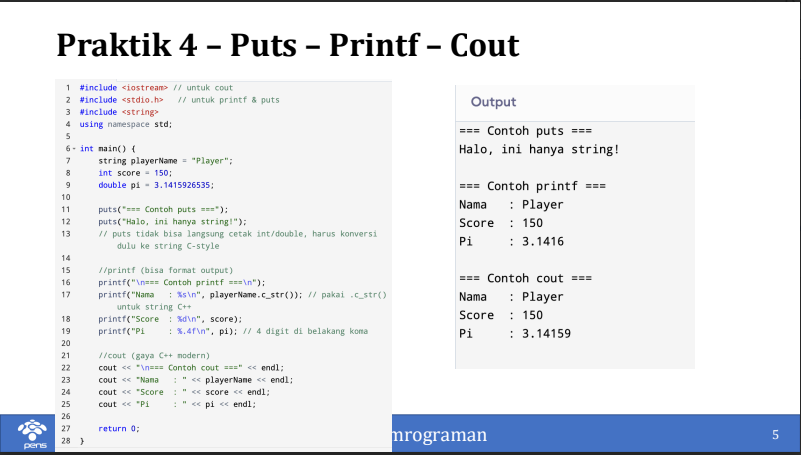 Praktik 4 – Puts – Printf – Cout
1 #include <iostream> // untuk cout
2 #include <stdio.h>   // untuk printf & puts
3 #include <string>
4 using namespace std;
5
6 int main() {
7     string playerName = "Player";
8     int score = 150;
9     double pi = 3.1415926535;
10
11     puts("=== Contoh puts ===");
12     puts("Halo, ini hanya string!");
13     // puts tidak bisa langsung cetak int/double, harus konversi
dulu ke string C-style
14
15     //printf (bisa format output)
16     printf("\n=== Contoh printf ===\n");
17     printf("Nama   : %s\n", playerName.c_str()); // pakai .c_str()
untuk string C++
18     printf("Score  : %d\n", score);
19     printf("Pi     : %.4f\n", pi); // 4 digit di belakang koma
20
21     //cout (gaya C++ modern)
22     cout << "\n=== Contoh cout ===" << endl;
23     cout << "Nama   : " << playerName << endl;
24     cout << "Score  : " << score << endl;
25     cout << "Pi     : " << pi << endl;
26
27     return 0;
28 }
Output
=== Contoh puts ===
Halo, ini hanya string!
=== Contoh printf ===
Nama   : Player
Score  : 150
Pi     : 3.1416
=== Contoh cout ===
Nama   : Player
Score  : 150
Pi     : 3.14159
pens
mrograman
5